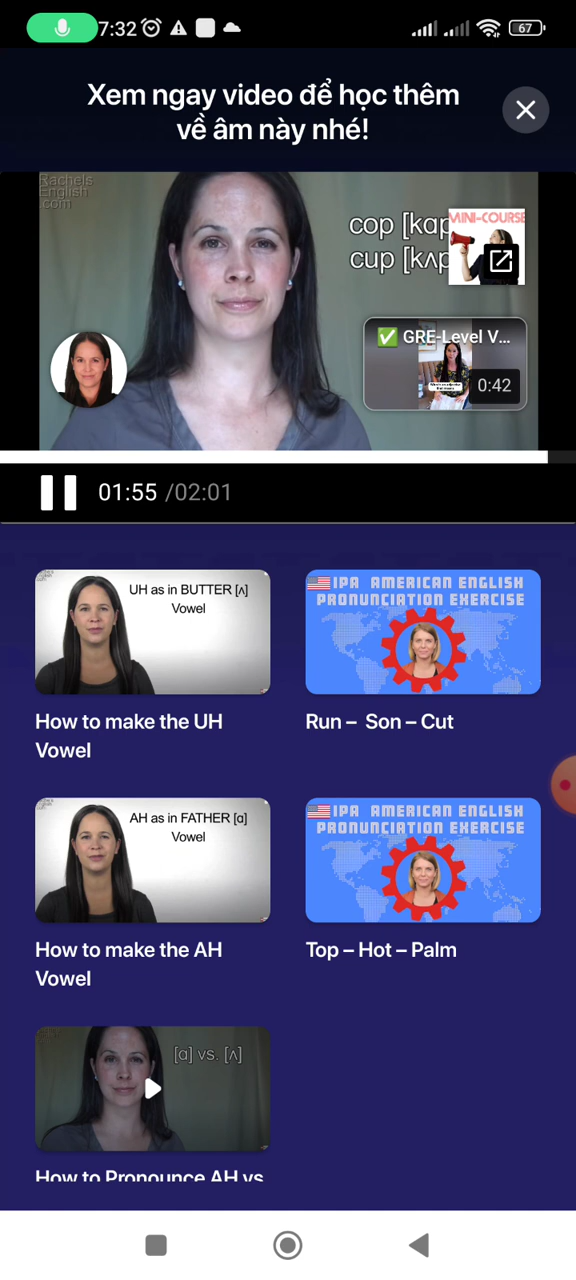 7:32
67
Xem ngay video để học thêm
về âm này nhé!
Rachels
English
.com
cop [kɑp
cup [kʌp
MINI-COURSE
✅ GRE-Level V...
0:42
01:55 /02:01
UH as in BUTTER [ʌ]
Vowel
How to make the UH
Vowel
IPA AMERICAN ENGLISH
PRONUNCIATION EXERCISE
Run – Son – Cut
AH as in FATHER [ɑ]
Vowel
How to make the AH
Vowel
IPA AMERICAN ENGLISH
PRONUNCIATION EXERCISE
Top – Hot – Palm
[ɑ] vs. [ʌ]
How to Pronounce AH vs